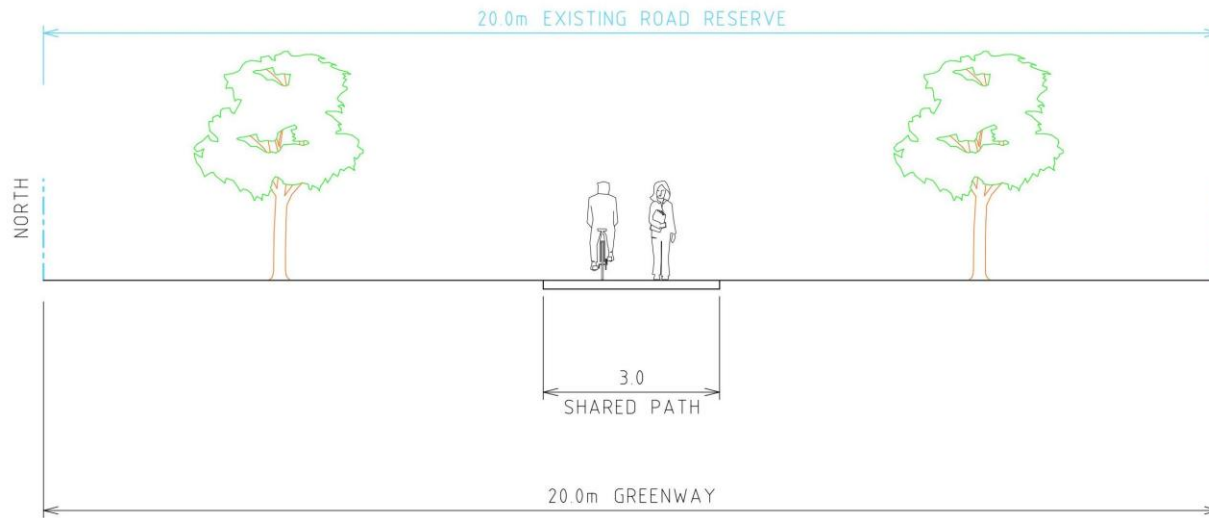 20.0m EXISTING ROAD RESERVE
NORTH
3.0
SHARED PATH
20.0m GREENWAY